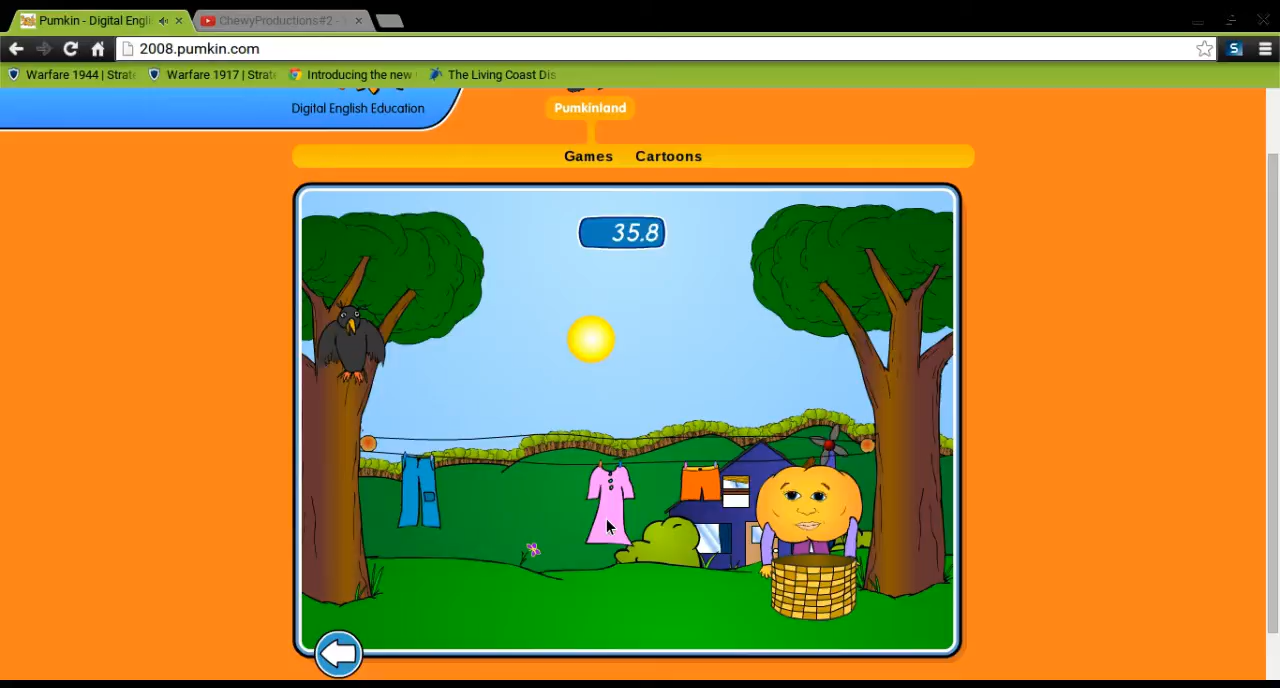 Pumkin - Digital Engli
ChewyProductions#2 -
2008.pumkin.com
S
Warfare 1944 | Strat
Warfare 1917 | Strat
Introducing the new
The Living Coast Dis
Digital English Education
Pumkinland
Games Cartoons
35.8